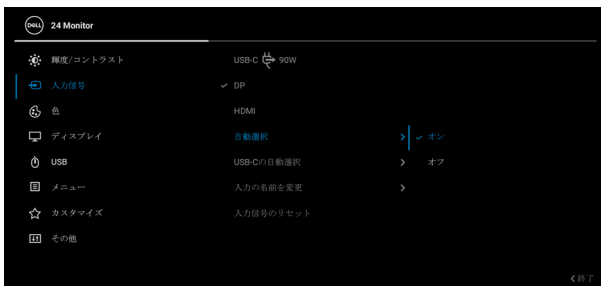 DELL 24 Monitor
輝度/コントラスト USB-C 90W
入力信号 DP
色 HDMI
ディスプレイ 自動選択 オン
USB USB-Cの自動選択 オフ
メニュー 入力の名前を変更
カスタマイズ 入力信号のリセット
その他
終了